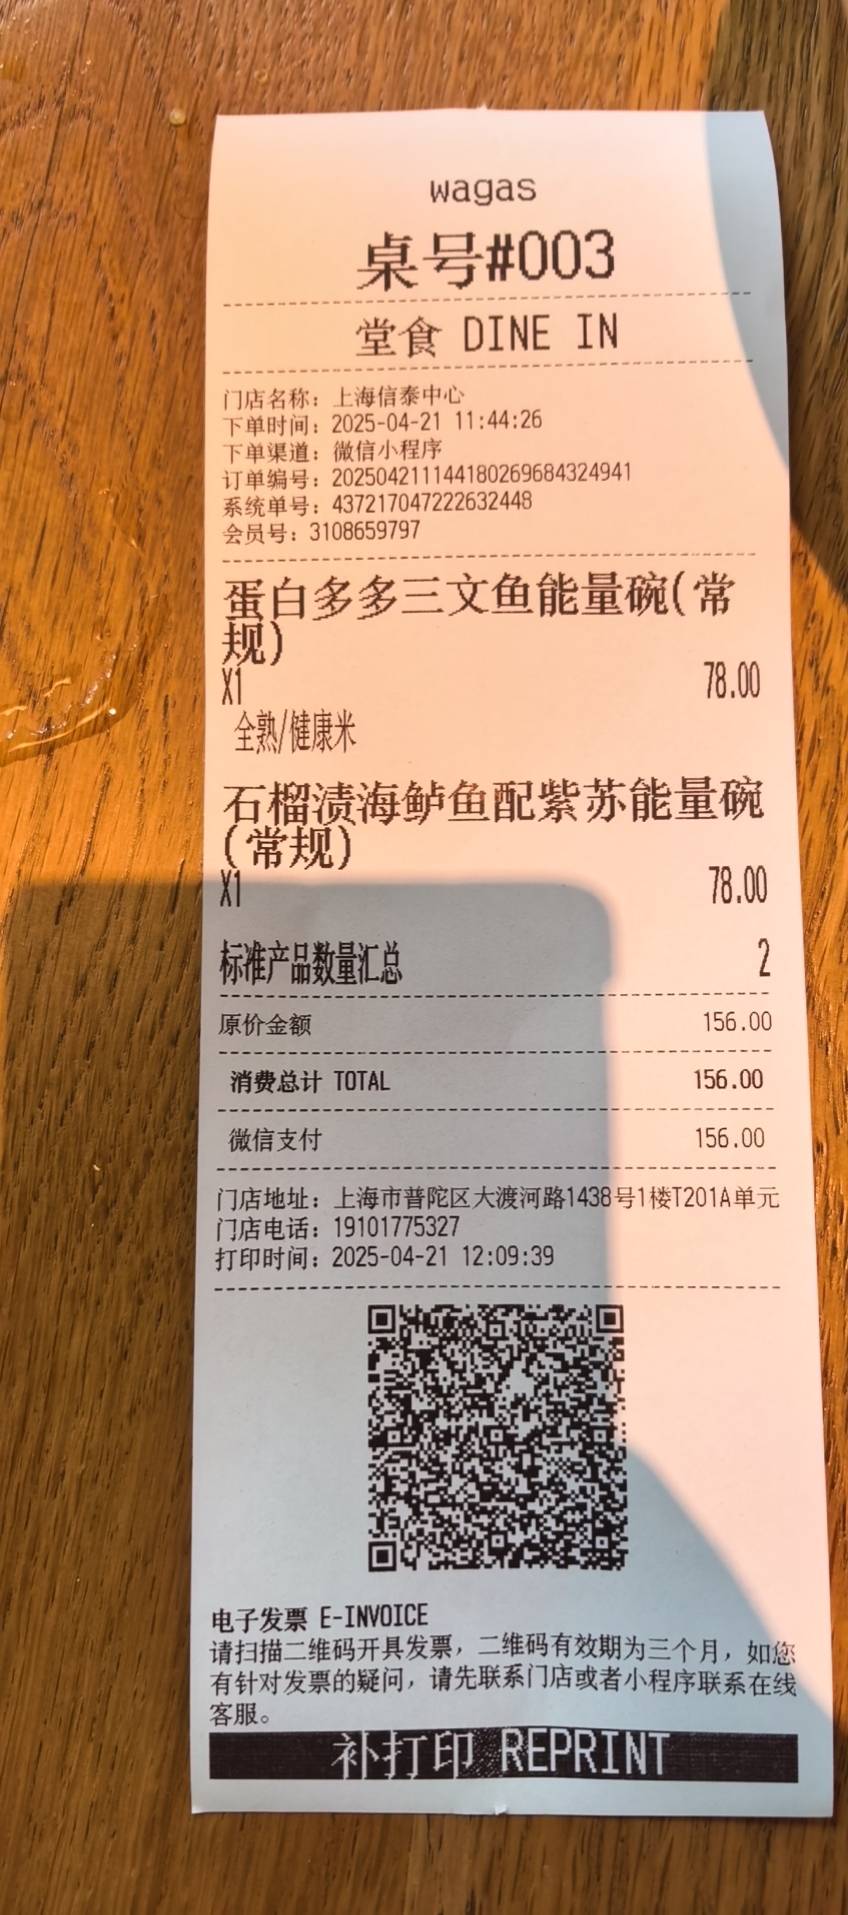 wagas
桌号#003
堂食 DINE IN
门店名称：上海信泰中心
下单时间：2025-04-21 11:44:26
下单渠道：微信小程序
订单编号：202504211144180269684324941
系统单号：437217047222632448
会员号：3108659797
蛋白多多三文鱼能量碗(常
规)
X1 78.00
全熟/健康米
石榴渍海鲈鱼配紫苏能量碗
(常规)
X1 78.00
标准产品数量汇总 2
原价金额 156.00
消费总计 TOTAL 156.00
微信支付 156.00
门店地址：上海市普陀区大渡河路1438号1楼T201A单元
门店电话：19101775327
打印时间：2025-04-21 12:09:39
电子发票 E-INVOICE
请扫描二维码开具发票，二维码有效期为三个月，如您
有针对发票的疑问，请先联系门店或者小程序联系在线
客服。
补打印 REPRINT